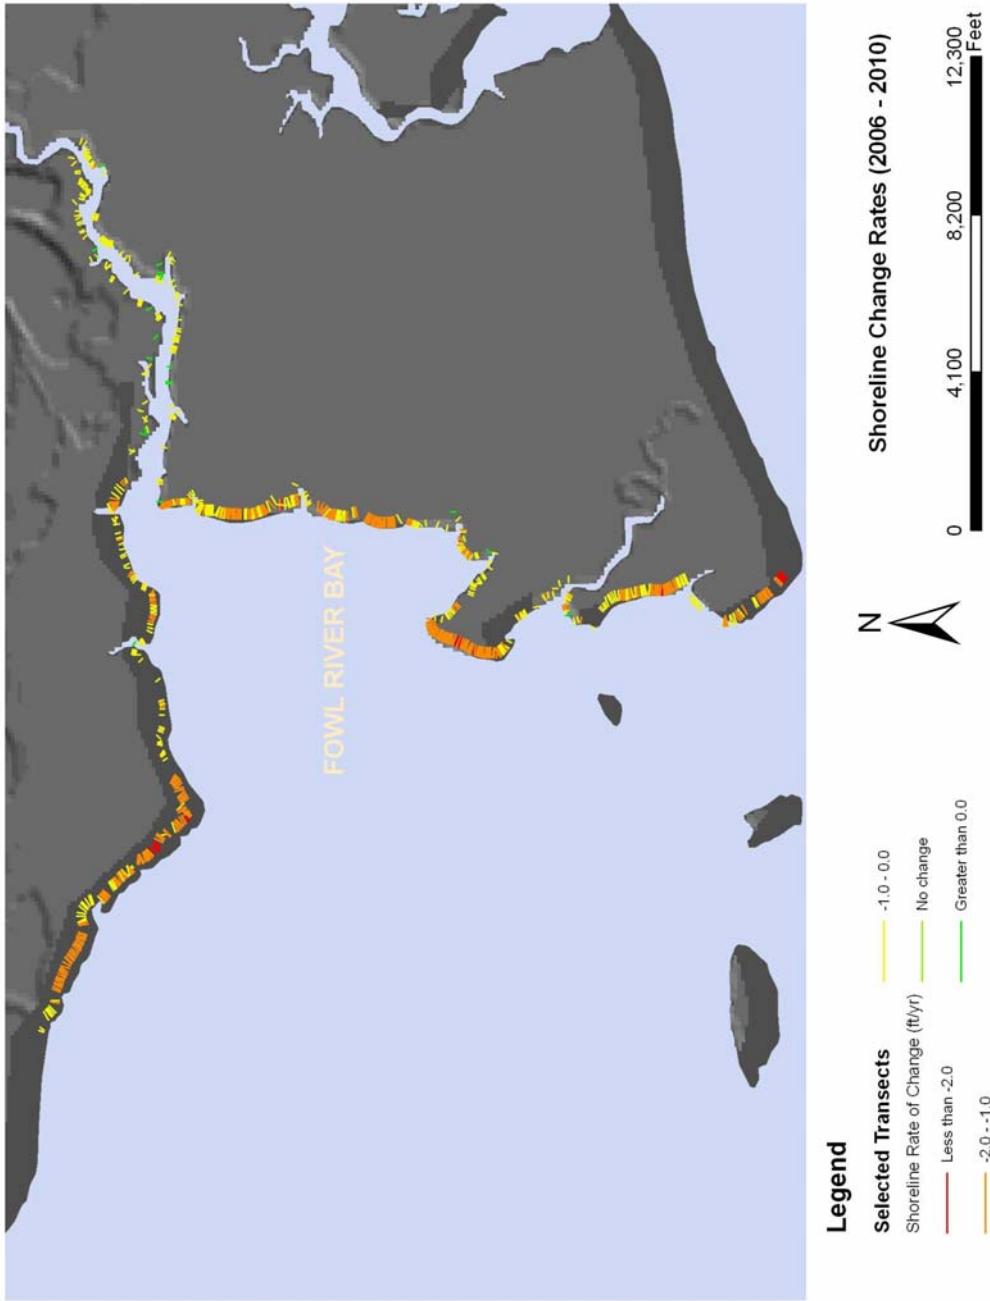 FOWL RIVER BAY
Shoreline Change Rates (2006 - 2010)
0 4,100 8,200 12,300
Feet
N
Legend
Selected Transects
Shoreline Rate of Change (ft/yr)
Less than -2.0
-2.0 - -1.0
-1.0 - 0.0
No change
Greater than 0.0